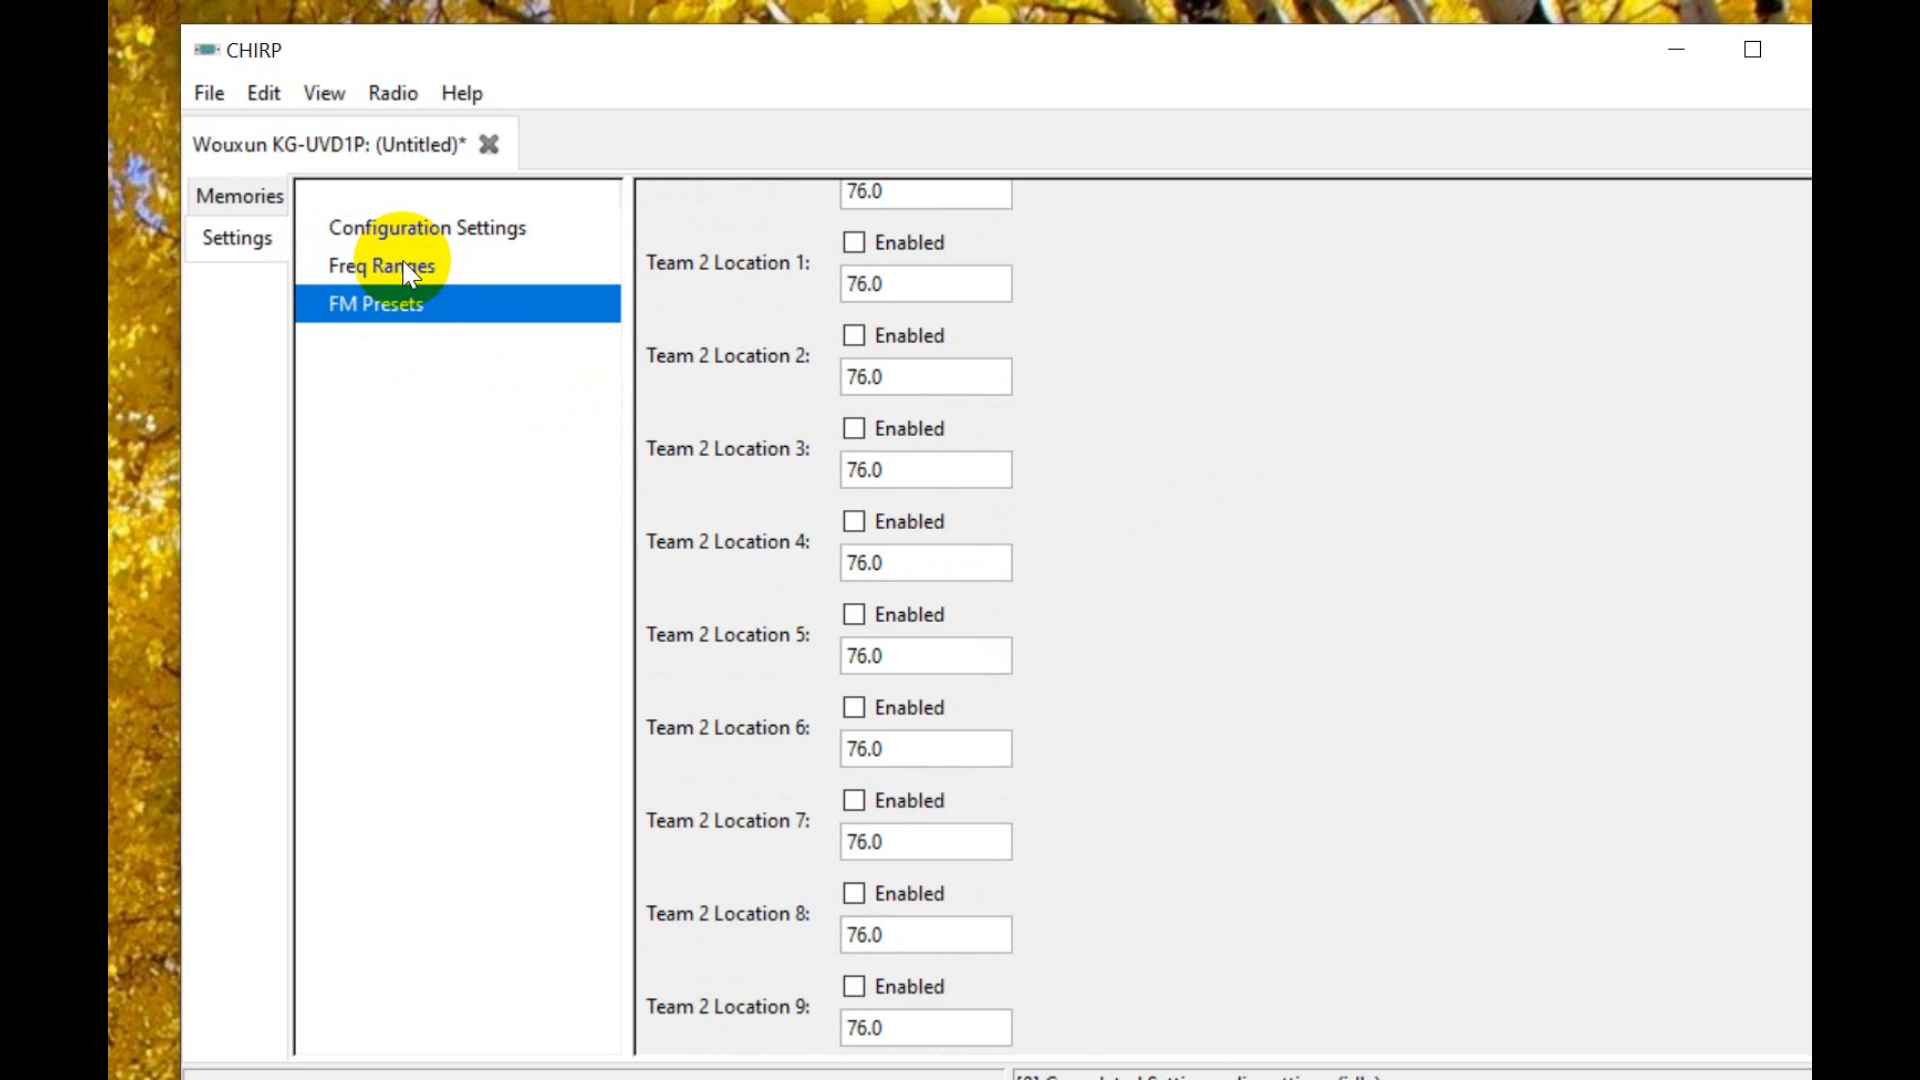 CHIRP
File Edit View Radio Help
Wouxun KG-UVD1P: (Untitled)*
Memories
Settings
Configuration Settings
Freq Ranges
FM Presets
76.0
Team 2 Location 1:
Enabled
76.0
Team 2 Location 2:
Enabled
76.0
Team 2 Location 3:
Enabled
76.0
Team 2 Location 4:
Enabled
76.0
Team 2 Location 5:
Enabled
76.0
Team 2 Location 6:
Enabled
76.0
Team 2 Location 7:
Enabled
76.0
Team 2 Location 8:
Enabled
76.0
Team 2 Location 9:
Enabled
76.0